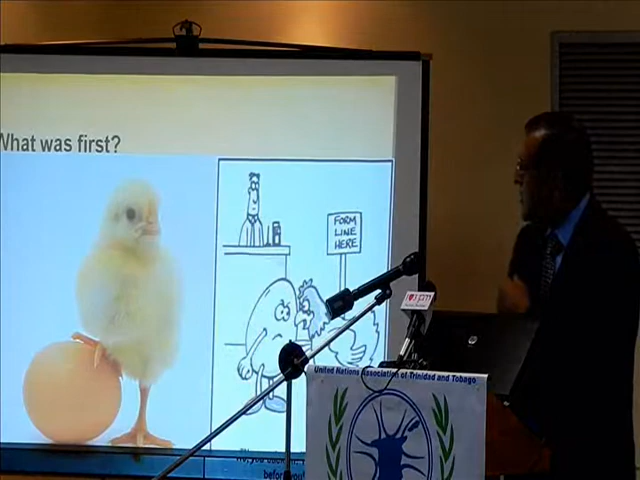 What was first?
FORM
LINE
HERE
United Nations Association of Trinidad and Tobago